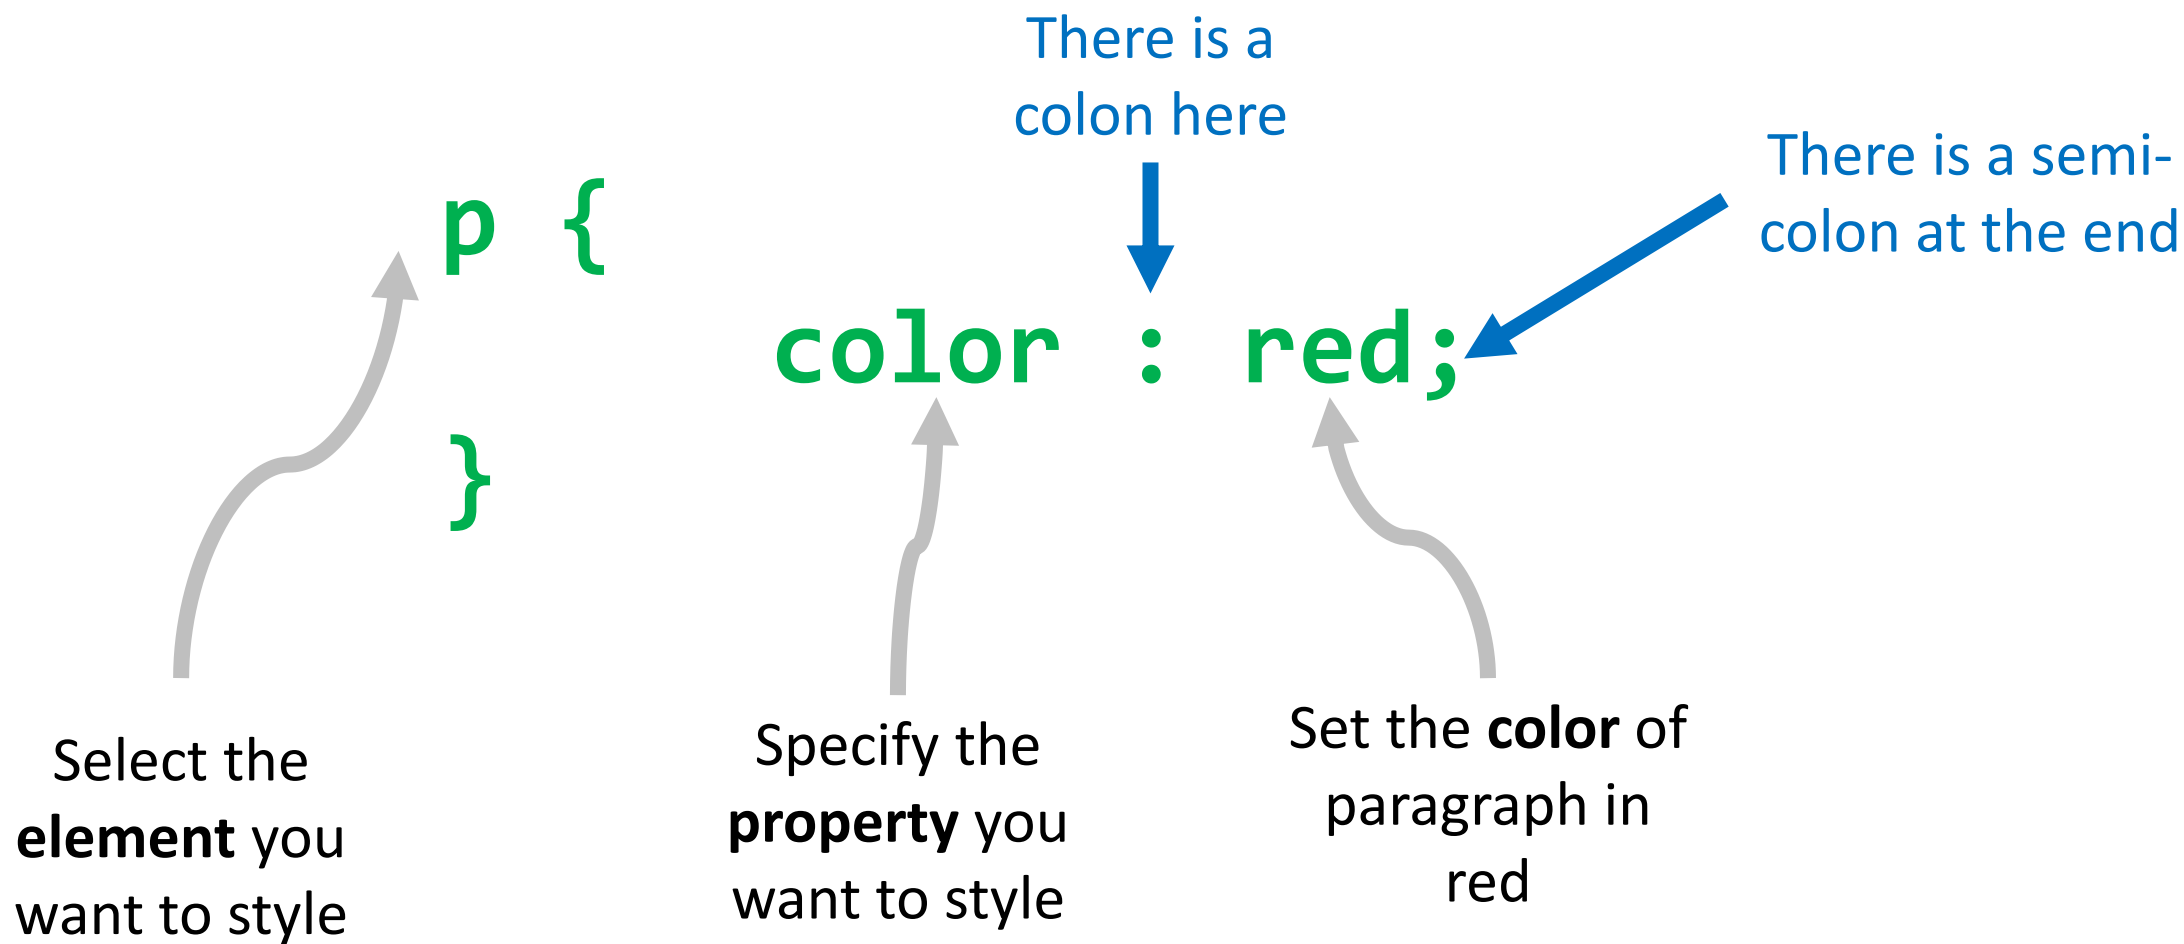 There is a
colon here
There is a semi-
colon at the end
p {
color : red;
}
Select the
element you
want to style
Specify the
property you
want to style
Set the color of
paragraph in
red